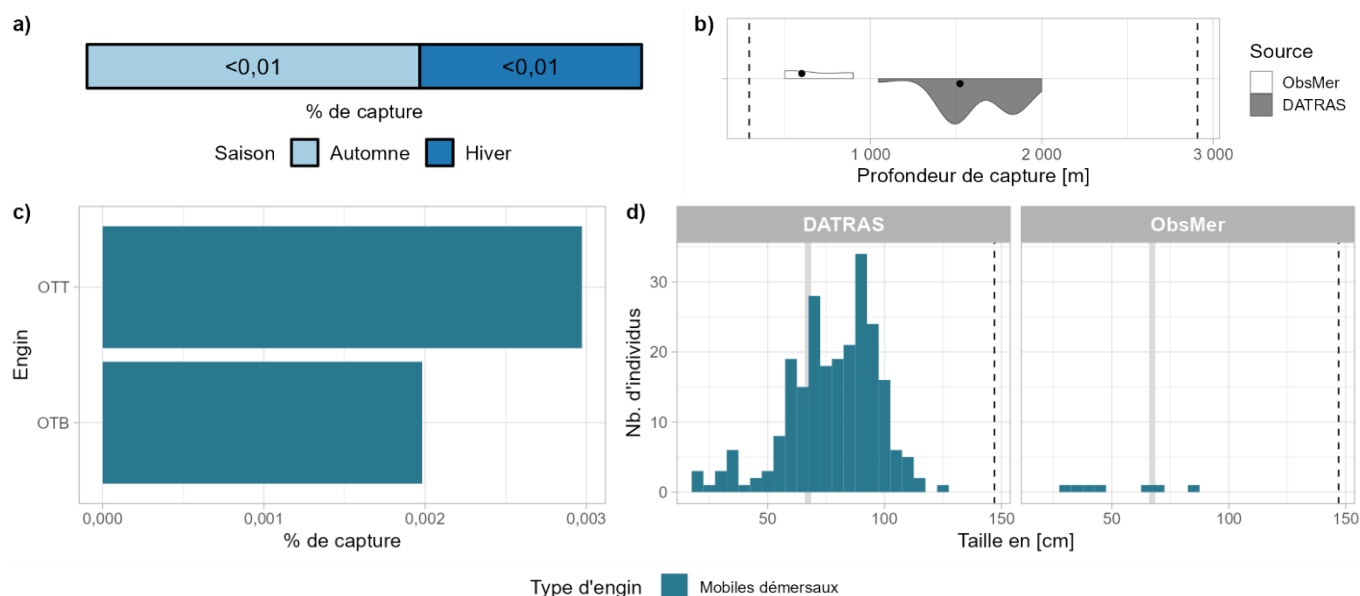 a)
<0,01 <0,01
% de capture
Saison Automne Hiver
b)
1 000 2 000 3 000
Profondeur de capture [m]
Source
ObsMer
DATRAS
c)
Engin
OTT
OTB
0,000 0,001 0,002 0,003
% de capture
d)
DATRAS ObsMer
Nb. d'individus
30
20
10
0
50 100 150 50 100 150
Taille en [cm]
Type d'engin Mobiles démersaux